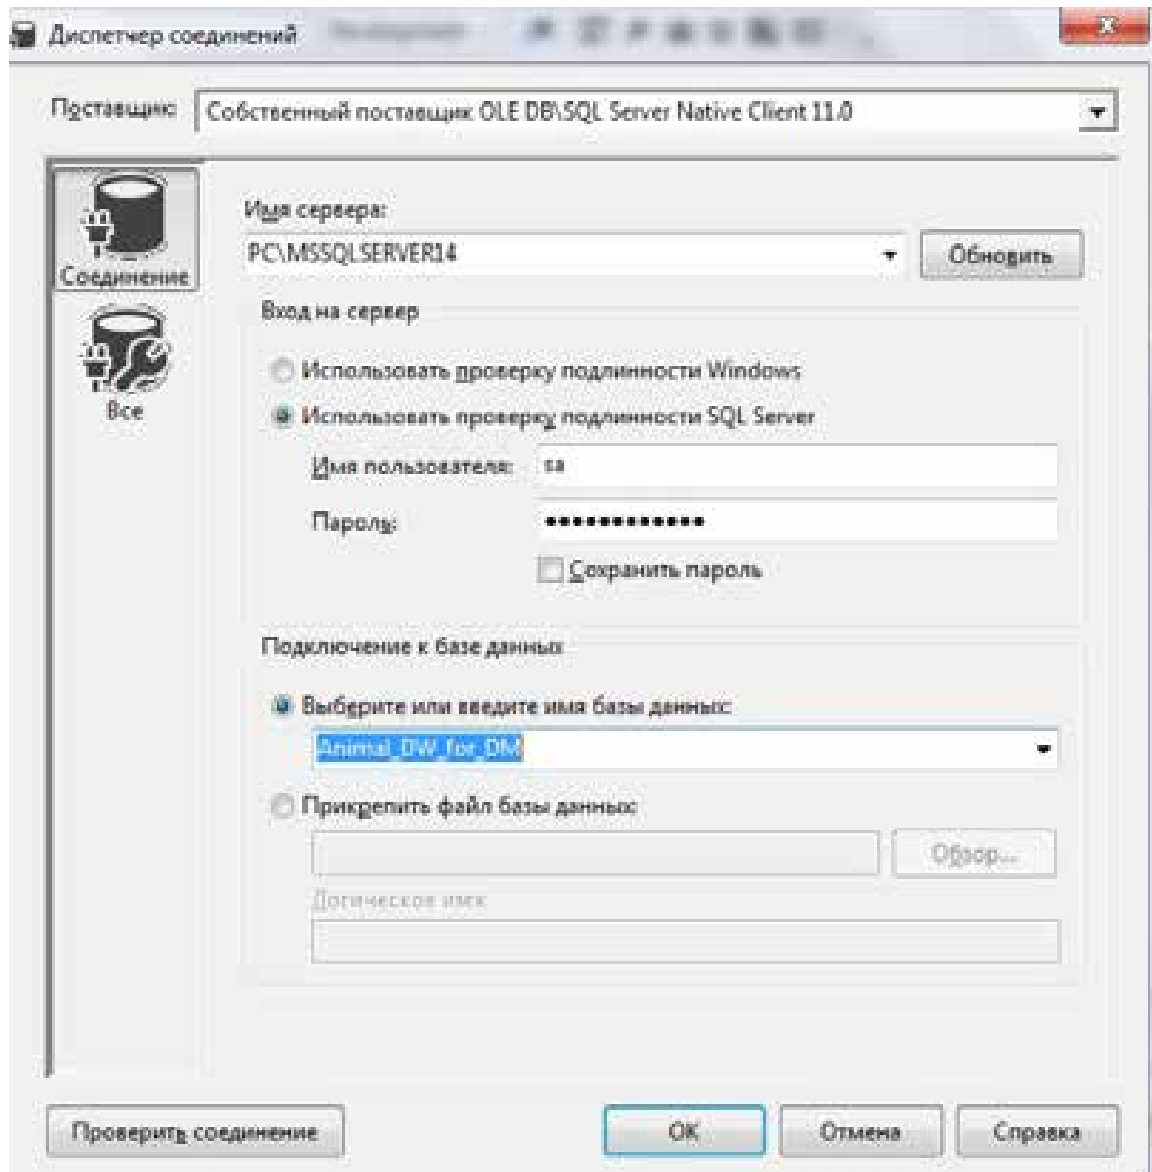 Диспетчер соединений
Поставщик: Собственный поставщик OLE DB\SQL Server Native Client 11.0
Соединение
Все
Имя сервера:
PC\MSSQLSERVER14
Обновить
Вход на сервер
Использовать проверку подлинности Windows
Использовать проверку подлинности SQL Server
Имя пользователя: sa
Пароль: ••••••••••••
Сохранить пароль
Подключение к базе данных
Выберите или введите имя базы данных:
Animal_DW_for_DM
Прикрепить файл базы данных:
Обзор...
Логическое имя:
Проверить соединение
OK
Отмена
Справка